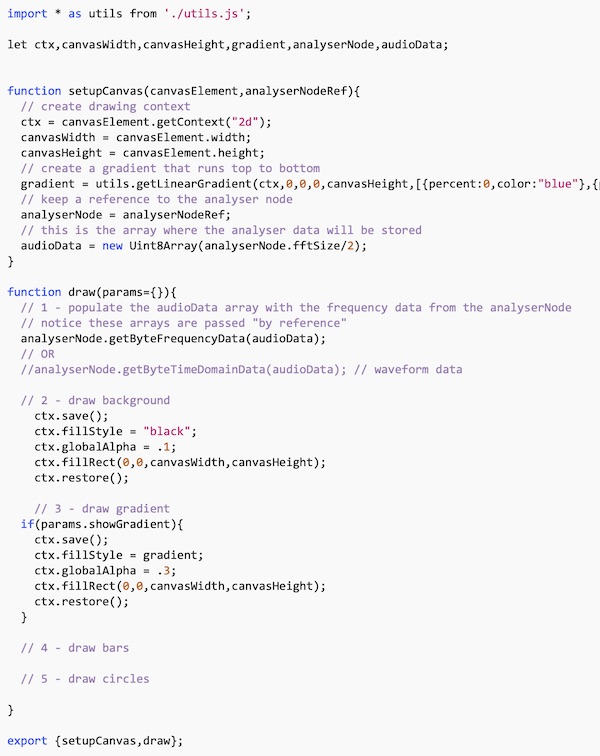 import * as utils from './utils.js';

let ctx,canvasWidth,canvasHeight,gradient,analyserNode,audioData;


function setupCanvas(canvasElement,analyserNodeRef){
  // create drawing context
  ctx = canvasElement.getContext("2d");
  canvasWidth = canvasElement.width;
  canvasHeight = canvasElement.height;
  // create a gradient that runs top to bottom
  gradient = utils.getLinearGradient(ctx,0,0,0,canvasHeight,[{percent:0,color:"blue"},{
  // keep a reference to the analyser node
  analyserNode = analyserNodeRef;
  // this is the array where the analyser data will be stored
  audioData = new Uint8Array(analyserNode.fftSize/2);
}

function draw(params={}){
  // 1 - populate the audioData array with the frequency data from the analyserNode
  // notice these arrays are passed "by reference"
  analyserNode.getByteFrequencyData(audioData);
  // OR
  //analyserNode.getByteTimeDomainData(audioData); // waveform data

  // 2 - draw background
    ctx.save();
    ctx.fillStyle = "black";
    ctx.globalAlpha = .1;
    ctx.fillRect(0,0,canvasWidth,canvasHeight);
    ctx.restore();

    // 3 - draw gradient
  if(params.showGradient){
    ctx.save();
    ctx.fillStyle = gradient;
    ctx.globalAlpha = .3;
    ctx.fillRect(0,0,canvasWidth,canvasHeight);
    ctx.restore();
  }

  // 4 - draw bars

  // 5 - draw circles

}

export {setupCanvas,draw};